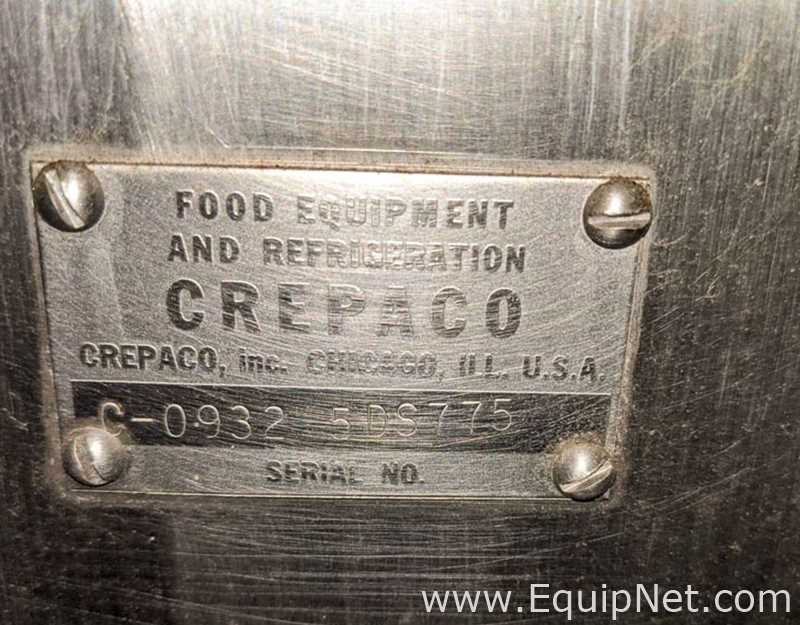 FOOD EQUIPMENT
AND REFRIGERATION
CREPACO
CREPACO, inc. CHICAGO, ILL. U.S.A.
C-0932 5DS775
SERIAL NO.
www.EquipNet.com